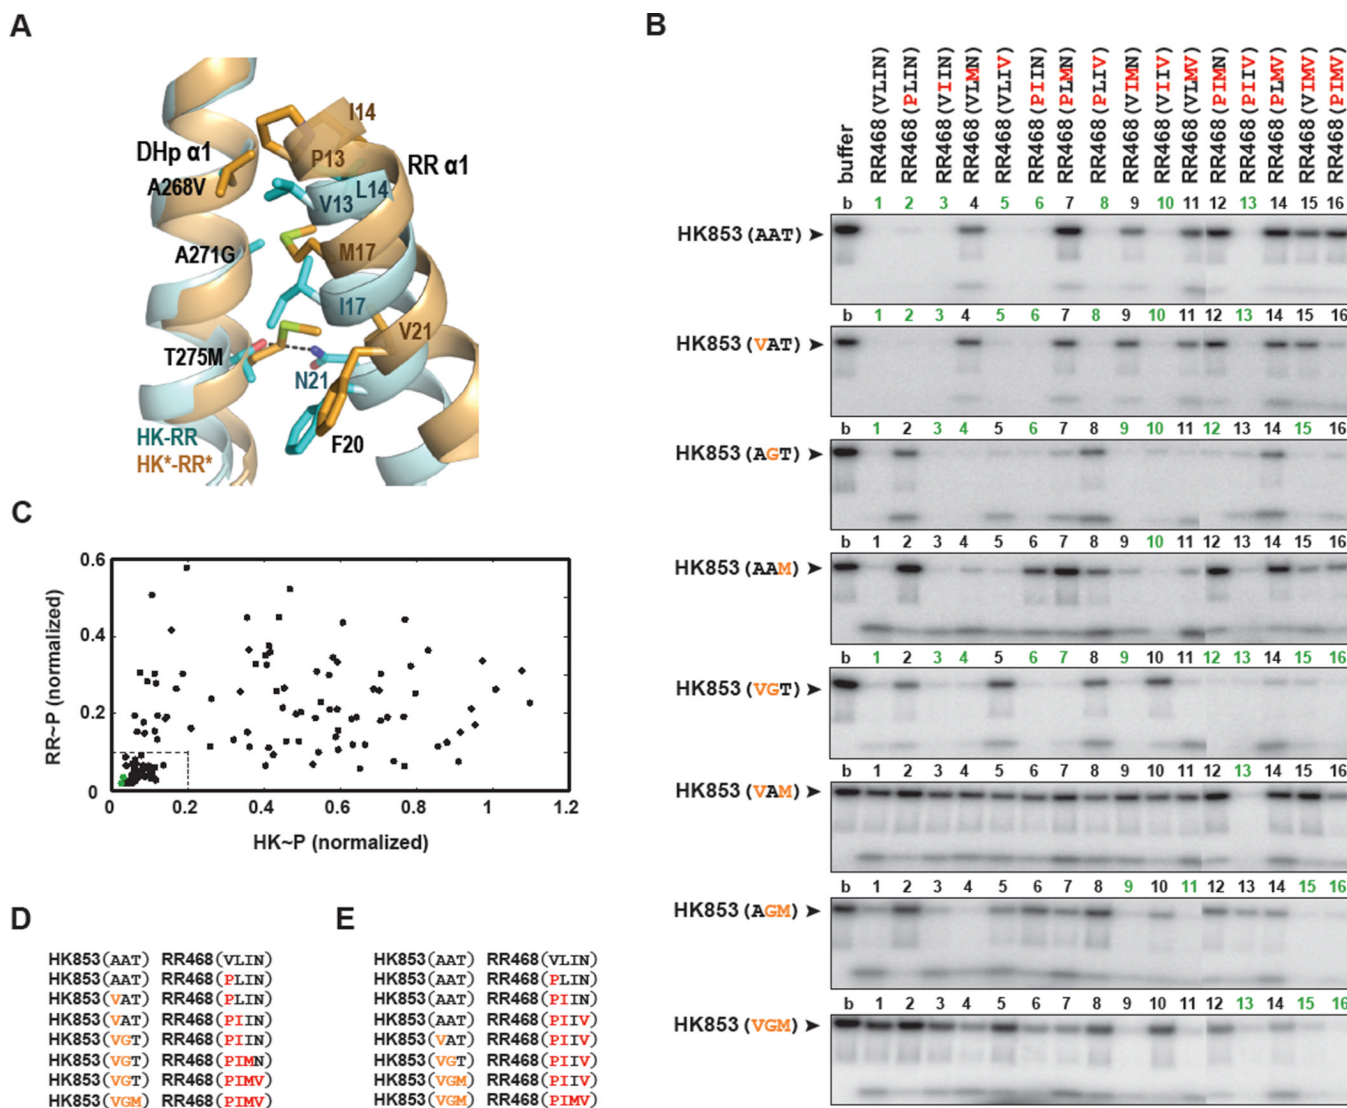 A
DHp α1
A268V
A271G
T275M
HK-RR
HK*-RR*
I14
P13
RR α1
L14
V13
M17
I17
V21
N21
F20
B
buffer
RR468(VLIN)
RR468(PLIN)
RR468(VIIN)
RR468(VLMN)
RR468(VLIV)
RR468(PIIN)
RR468(PLMN)
RR468(PLIV)
RR468(VIMN)
RR468(VIIV)
RR468(VLMV)
RR468(PIMN)
RR468(PIIV)
RR468(PLMV)
RR468(VIMV)
RR468(PIMV)
b 1 2 3 4 5 6 7 8 9 10 11 12 13 14 15 16
HK853(AAT)
b 1 2 3 4 5 6 7 8 9 10 11 12 13 14 15 16
HK853(VAT)
b 1 2 3 4 5 6 7 8 9 10 11 12 13 14 15 16
HK853(AGT)
b 1 2 3 4 5 6 7 8 9 10 11 12 13 14 15 16
HK853(AAM)
b 1 2 3 4 5 6 7 8 9 10 11 12 13 14 15 16
HK853(VGT)
b 1 2 3 4 5 6 7 8 9 10 11 12 13 14 15 16
HK853(VAM)
b 1 2 3 4 5 6 7 8 9 10 11 12 13 14 15 16
HK853(AGM)
b 1 2 3 4 5 6 7 8 9 10 11 12 13 14 15 16
HK853(VGM)
C
RR~P (normalized)
0.6
0.4
0.2
0
0 0.2 0.4 0.6 0.8 1 1.2
HK~P (normalized)
D
HK853(AAT) RR468(VLIN)
HK853(AAT) RR468(PLIN)
HK853(VAT) RR468(PLIN)
HK853(VAT) RR468(PIIN)
HK853(VGT) RR468(PIIN)
HK853(VGT) RR468(PIMN)
HK853(VGT) RR468(PIMV)
HK853(VGM) RR468(PIMV)
E
HK853(AAT) RR468(VLIN)
HK853(AAT) RR468(PLIN)
HK853(AAT) RR468(PIIN)
HK853(AAT) RR468(PIIV)
HK853(VAT) RR468(PIIV)
HK853(VGT) RR468(PIIV)
HK853(VGM) RR468(PIIV)
HK853(VGM) RR468(PIMV)